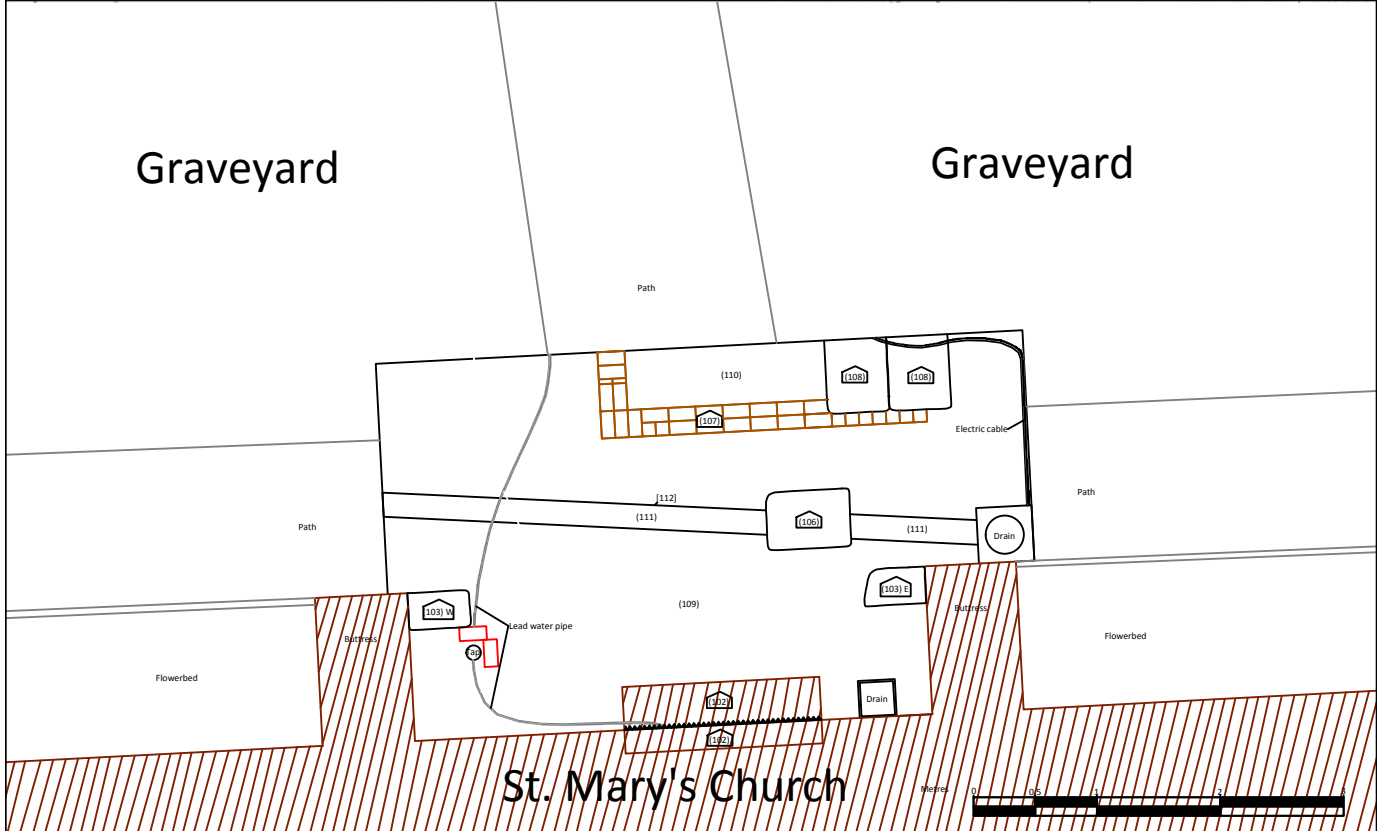 Graveyard
Graveyard
Path
(110)
(108)
(108)
(107)
Electric cable
[112]
(111)
(106)
(111)
Drain
Path
Path
(103) W
(103) E
(109)
Lead water pipe
Buttress
Buttress
Tap
Flowerbed
Flowerbed
(102)
Drain
(102)
St. Mary's Church
Metres
0 0.5 1 2 3